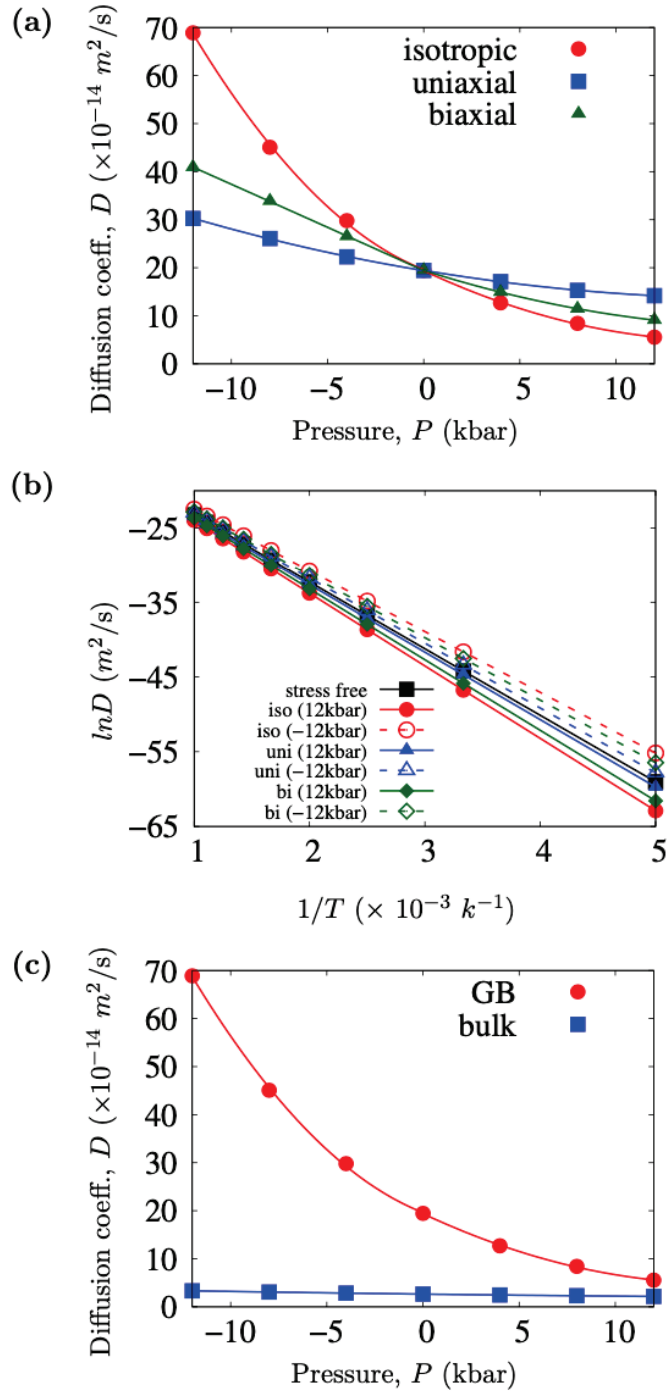 (a)
Diffusion coeff., D (×10⁻¹⁴ m²/s)
70
60
50
40
30
20
10
0
isotropic
uniaxial
biaxial
−10
−5
0
5
10
Pressure, P (kbar)
(b)
lnD (m²/s)
−25
−35
−45
−55
−65
stress free
iso (12kbar)
iso (-12kbar)
uni (12kbar)
uni (-12kbar)
bi (12kbar)
bi (-12kbar)
1
2
3
4
5
1/T (× 10⁻³ k⁻¹)
(c)
Diffusion coeff., D (×10⁻¹⁴ m²/s)
70
60
50
40
30
20
10
0
GB
bulk
−10
−5
0
5
10
Pressure, P (kbar)